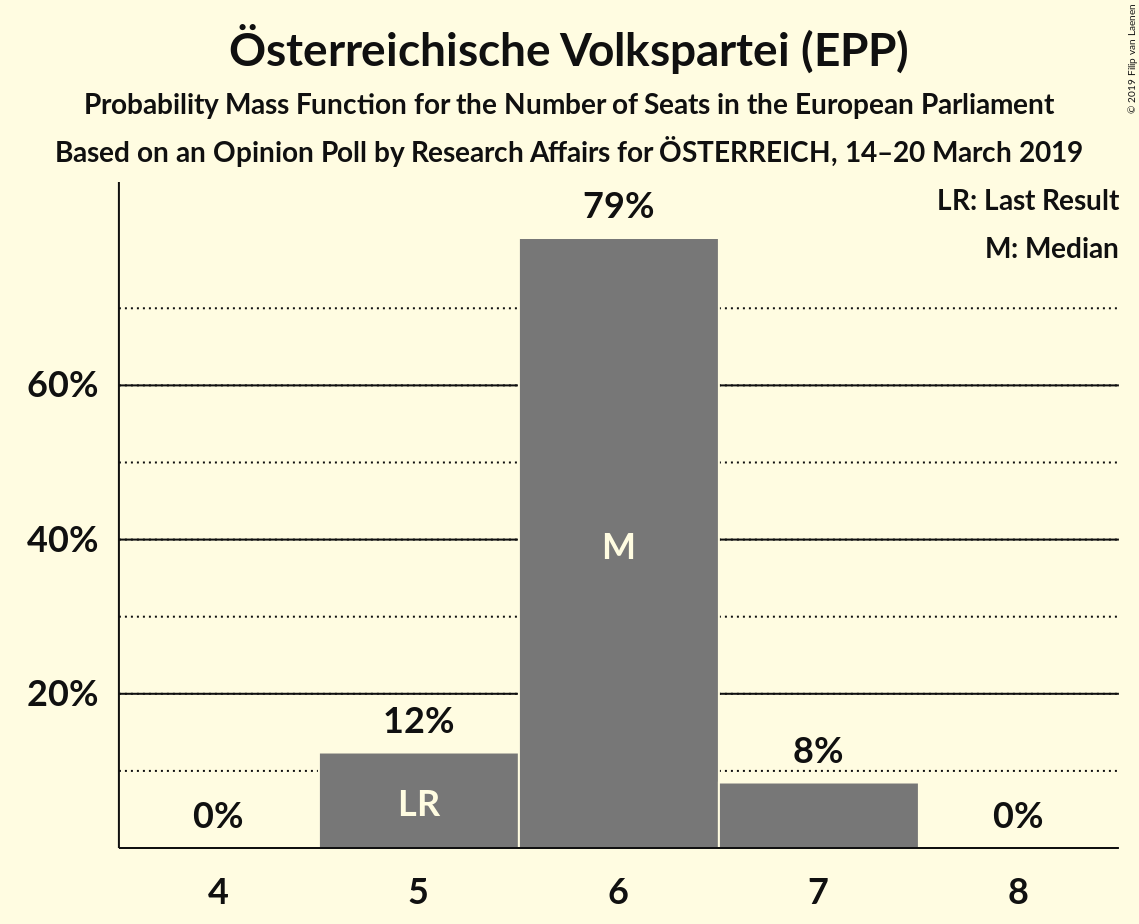 Österreichische Volkspartei (EPP)
Probability Mass Function for the Number of Seats in the European Parliament
Based on an Opinion Poll by Research Affairs for ÖSTERREICH, 14–20 March 2019
© 2019 Filip van Laenen
LR: Last Result
M: Median
79%
60%
40%
M
20%
12%
8%
LR
0%
0%
4
5
6
7
8